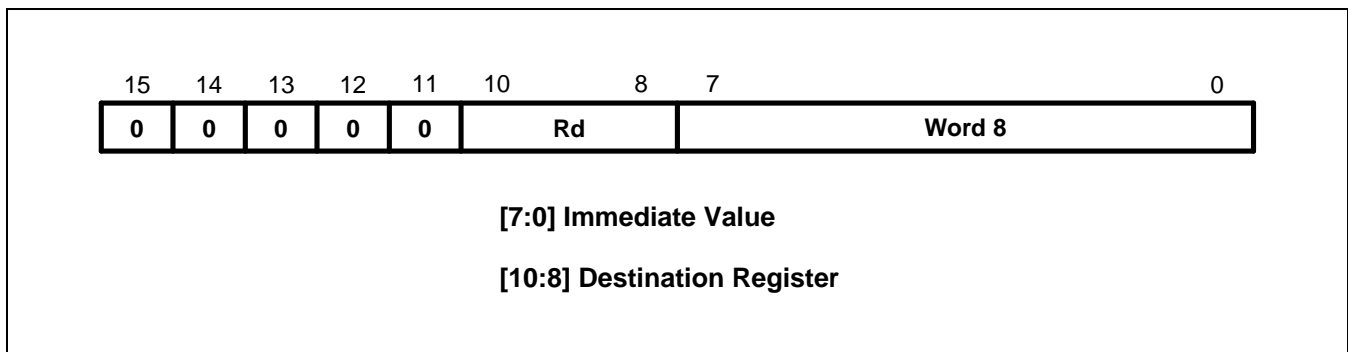 15 14 13 12 11 10 8 7 0
0 0 0 0 0 Rd Word 8
[7:0] Immediate Value
[10:8] Destination Register